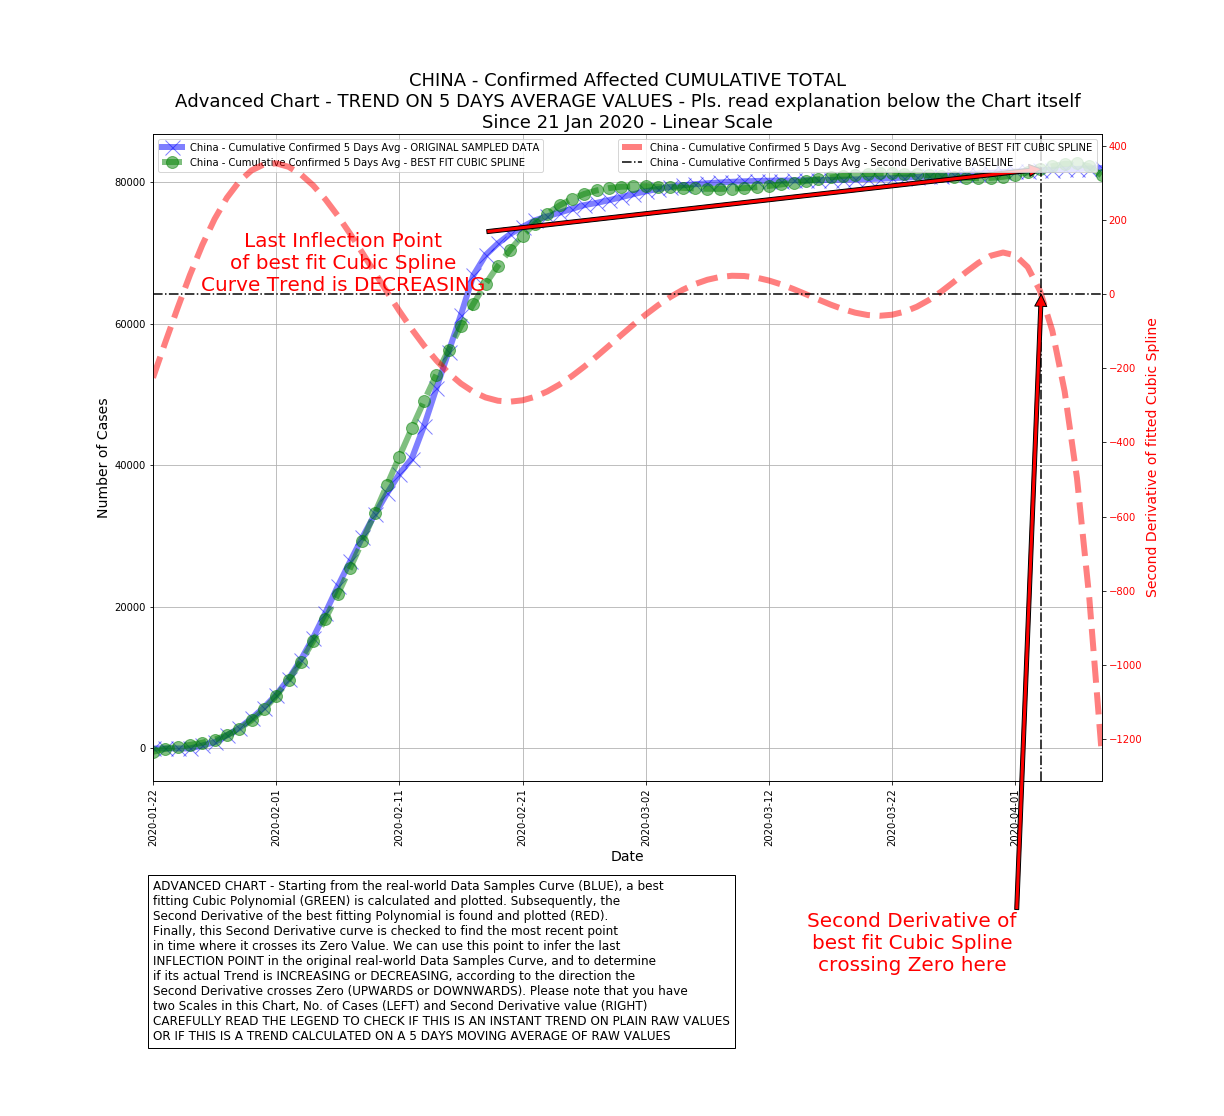 CHINA - Confirmed Affected CUMULATIVE TOTAL
Advanced Chart - TREND ON 5 DAYS AVERAGE VALUES - Pls. read explanation below the Chart itself
Since 21 Jan 2020 - Linear Scale
China - Cumulative Confirmed 5 Days Avg - ORIGINAL SAMPLED DATA
China - Cumulative Confirmed 5 Days Avg - BEST FIT CUBIC SPLINE
China - Cumulative Confirmed 5 Days Avg - Second Derivative of BEST FIT CUBIC SPLINE
China - Cumulative Confirmed 5 Days Avg - Second Derivative BASELINE
Last Inflection Point
of best fit Cubic Spline
Curve Trend is DECREASING
Number of Cases
80000
60000
40000
20000
0
400
200
0
−200
−400
−600
−800
−1000
−1200
Second Derivative of fitted Cubic Spline
2020-01-22
2020-02-01
2020-02-11
2020-02-21
2020-03-02
2020-03-12
2020-03-22
2020-04-01
Date
ADVANCED CHART - Starting from the real-world Data Samples Curve (BLUE), a best
fitting Cubic Polynomial (GREEN) is calculated and plotted. Subsequently, the
Second Derivative of the best fitting Polynomial is found and plotted (RED).
Finally, this Second Derivative curve is checked to find the most recent point
in time where it crosses its Zero Value. We can use this point to infer the last
INFLECTION POINT in the original real-world Data Samples Curve, and to determine
if its actual Trend is INCREASING or DECREASING, according to the direction the
Second Derivative crosses Zero (UPWARDS or DOWNWARDS). Please note that you have
two Scales in this Chart, No. of Cases (LEFT) and Second Derivative value (RIGHT)
CAREFULLY READ THE LEGEND TO CHECK IF THIS IS AN INSTANT TREND ON PLAIN RAW VALUES
OR IF THIS IS A TREND CALCULATED ON A 5 DAYS MOVING AVERAGE OF RAW VALUES
Second Derivative of
best fit Cubic Spline
crossing Zero here